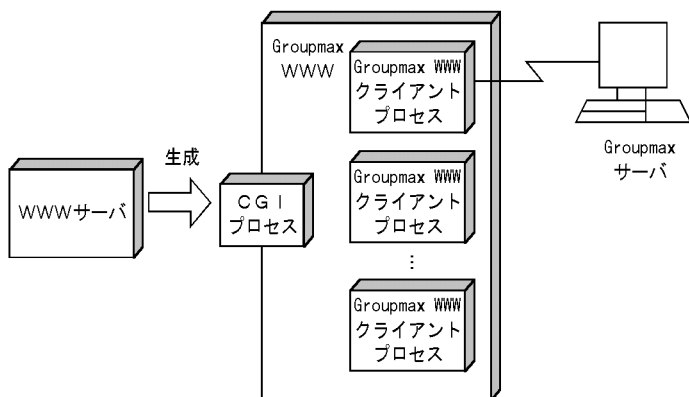 Groupmax
WWW
Groupmax WWW
クライアント
プロセス
Groupmax
サーバ
生成
WWWサーバ
CGI
プロセス
Groupmax WWW
クライアント
プロセス
⋮
Groupmax WWW
クライアント
プロセス